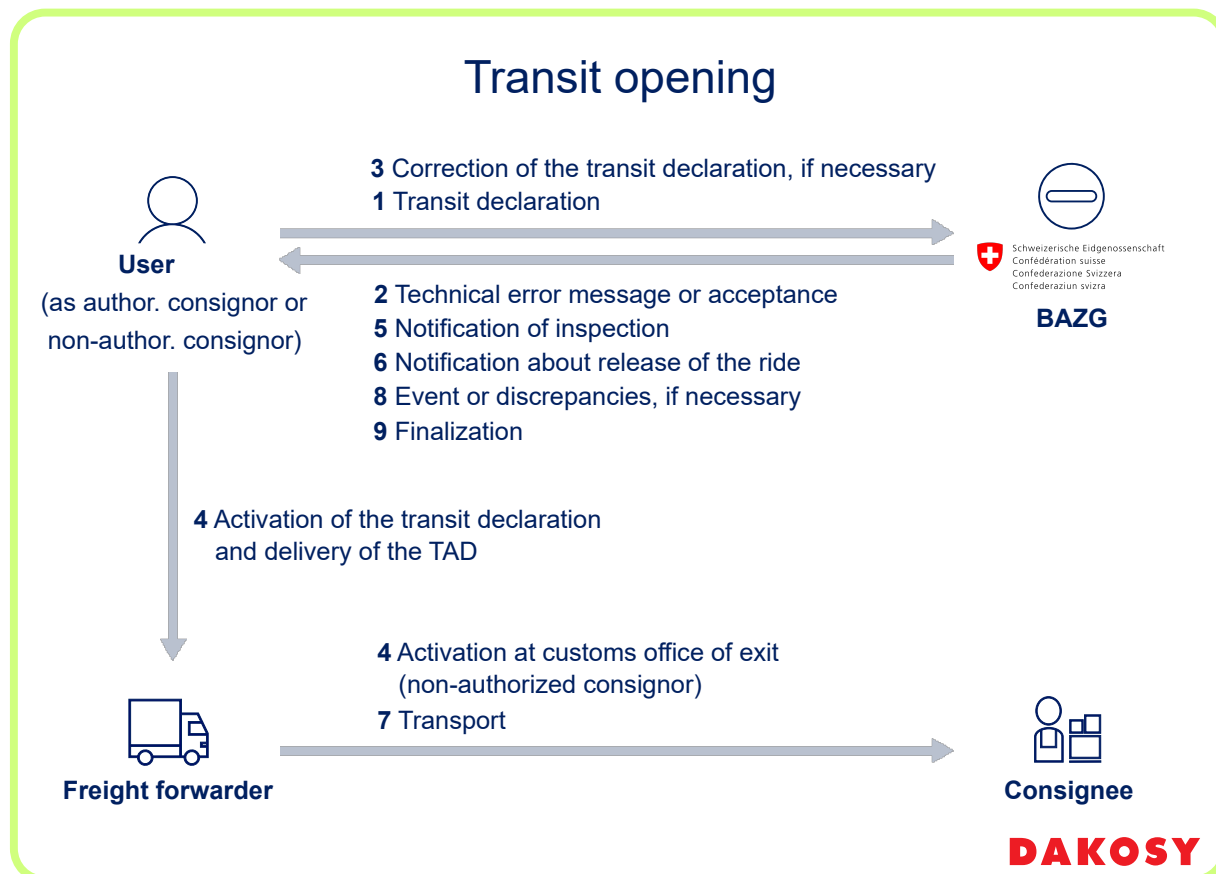 Transit opening
3 Correction of the transit declaration, if necessary
1 Transit declaration
User
(as author. consignor or
non-author. consignor)
Schweizerische Eidgenossenschaft
Confédération suisse
Confederazione Svizzera
Confederaziun svizra
BAZG
2 Technical error message or acceptance
5 Notification of inspection
6 Notification about release of the ride
8 Event or discrepancies, if necessary
9 Finalization
4 Activation of the transit declaration
and delivery of the TAD
4 Activation at customs office of exit
(non-authorized consignor)
7 Transport
Freight forwarder
Consignee
DAKOSY